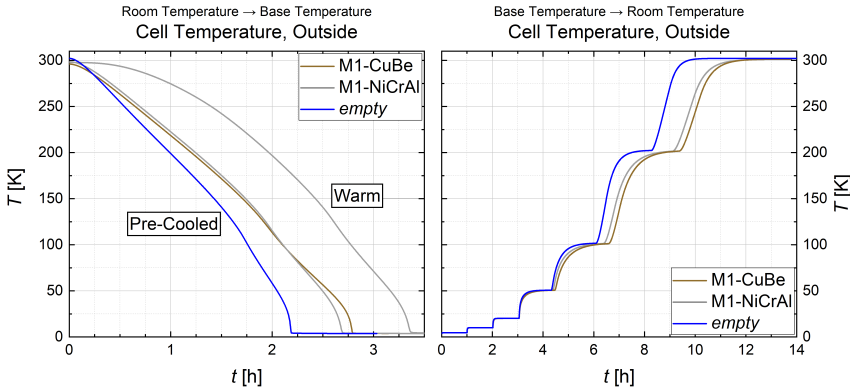 Room Temperature → Base Temperature
Cell Temperature, Outside
300
250
200
150
100
50
0
T [K]
M1-CuBe
M1-NiCrAl
empty
Warm
Pre-Cooled
0
1
2
3
t [h]
Base Temperature → Room Temperature
Cell Temperature, Outside
M1-CuBe
M1-NiCrAl
empty
300
250
200
150
100
50
0
T [K]
0
2
4
6
8
10
12
14
t [h]